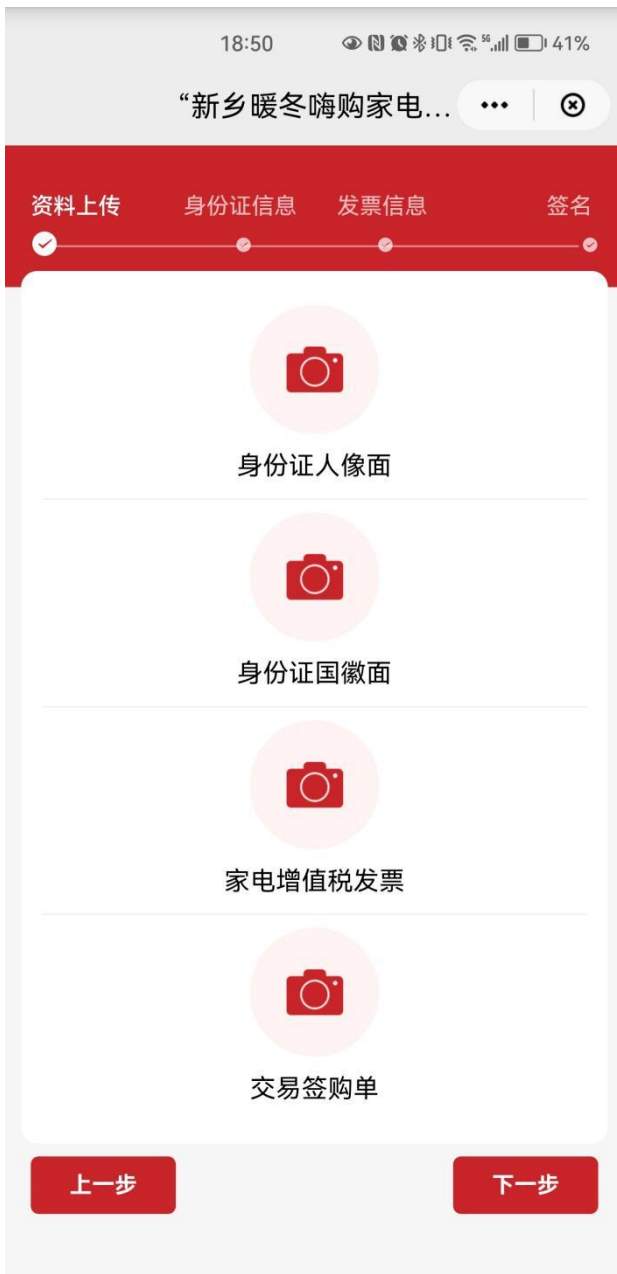 18:50 5G 41%
“新乡暖冬嗨购家电...
资料上传 身份证信息 发票信息 签名
身份证人像面
身份证国徽面
家电增值税发票
交易签购单
上一步 下一步